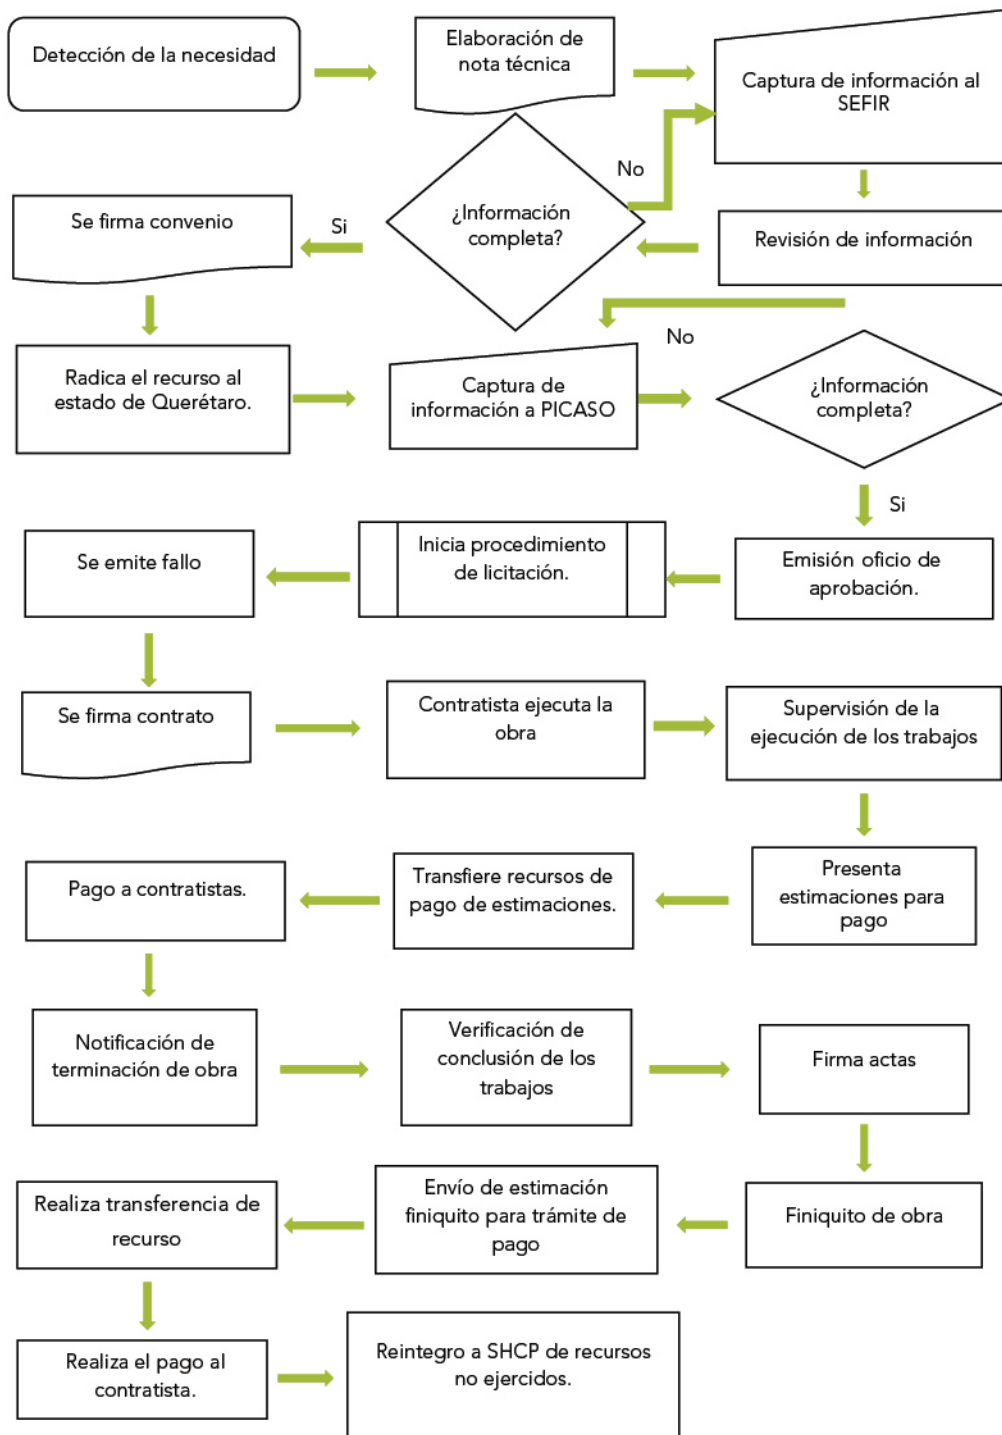 Detección de la necesidad
Elaboración de
nota técnica
Captura de información al
SEFIR
No
Se firma convenio
Si
¿Información
completa?
Revisión de información
No
Radica el recurso al
estado de Querétaro.
Captura de
información a PICASO
¿Información
completa?
Si
Se emite fallo
Inicia procedimiento
de licitación.
Emisión oficio de
aprobación.
Se firma contrato
Contratista ejecuta la
obra
Supervisión de la
ejecución de los trabajos
Pago a contratistas.
Transfiere recursos de
pago de estimaciones.
Presenta
estimaciones para
pago
Notificación de
terminación de obra
Verificación de
conclusión de los
trabajos
Firma actas
Realiza transferencia de
recurso
Envío de estimación
finiquito para trámite de
pago
Finiquito de obra
Realiza el pago al
contratista.
Reintegro a SHCP de recursos
no ejercidos.